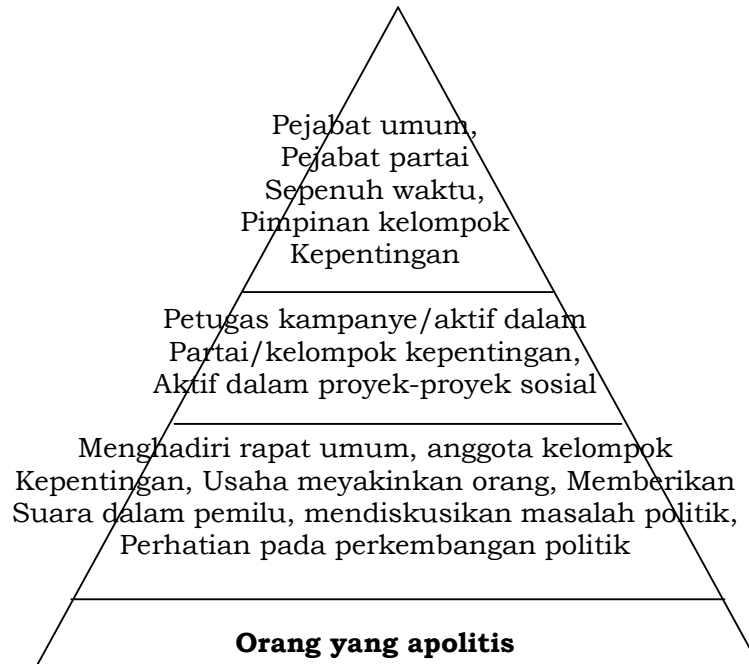 Pejabat umum,
Pejabat partai
Sepenuh waktu,
Pimpinan kelompok
Kepentingan
Petugas kampanye/aktif dalam
Partai/kelompok kepentingan,
Aktif dalam proyek-proyek sosial
Menghadiri rapat umum, anggota kelompok
Kepentingan, Usaha meyakinkan orang, Memberikan
Suara dalam pemilu, mendiskusikan masalah politik,
Perhatian pada perkembangan politik
Orang yang apolitis